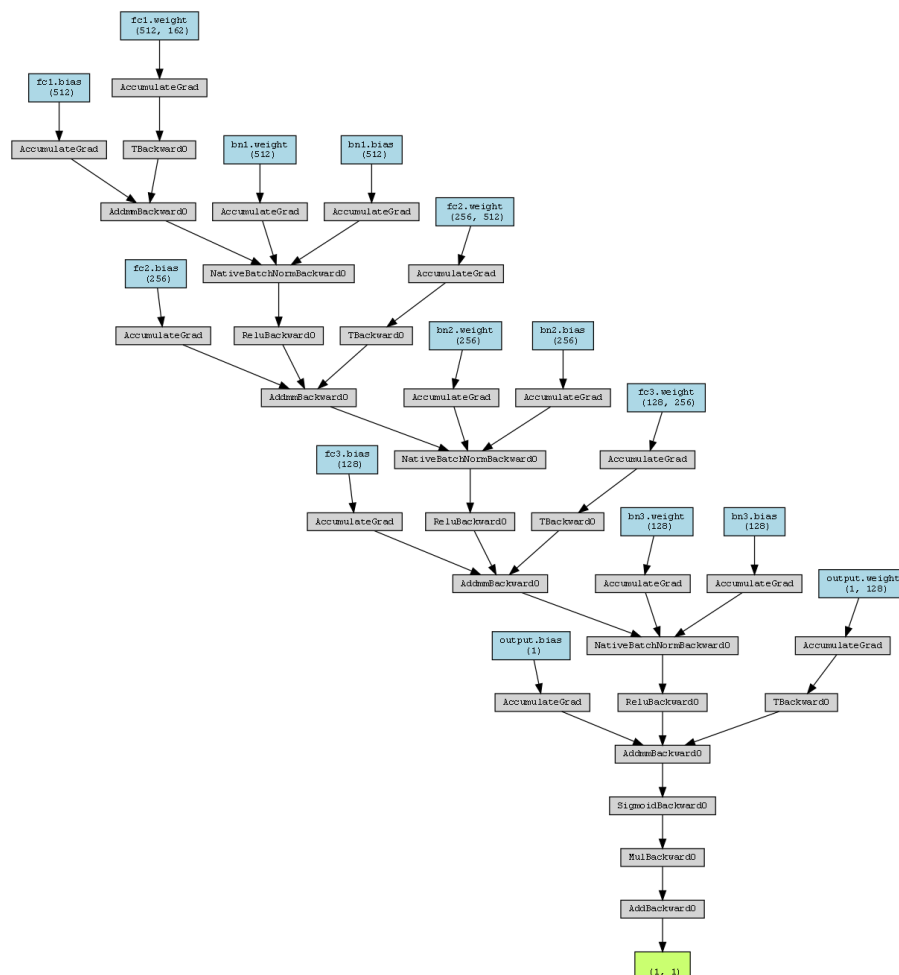 fc1.weight
(512, 162)
fc1.bias
(512)
AccumulateGrad
AccumulateGrad
TBackward0
bn1.weight
(512)
bn1.bias
(512)
AddmmBackward0
AccumulateGrad
AccumulateGrad
fc2.weight
(256, 512)
fc2.bias
(256)
NativeBatchNormBackward0
AccumulateGrad
AccumulateGrad
ReluBackward0
TBackward0
bn2.weight
(256)
bn2.bias
(256)
AddmmBackward0
AccumulateGrad
AccumulateGrad
fc3.weight
(128, 256)
fc3.bias
(128)
NativeBatchNormBackward0
AccumulateGrad
AccumulateGrad
ReluBackward0
TBackward0
bn3.weight
(128)
bn3.bias
(128)
AddmmBackward0
AccumulateGrad
AccumulateGrad
output.weight
(1, 128)
output.bias
(1)
NativeBatchNormBackward0
AccumulateGrad
AccumulateGrad
ReluBackward0
TBackward0
AddmmBackward0
SigmoidBackward0
MulBackward0
AddBackward0
(1, 1)